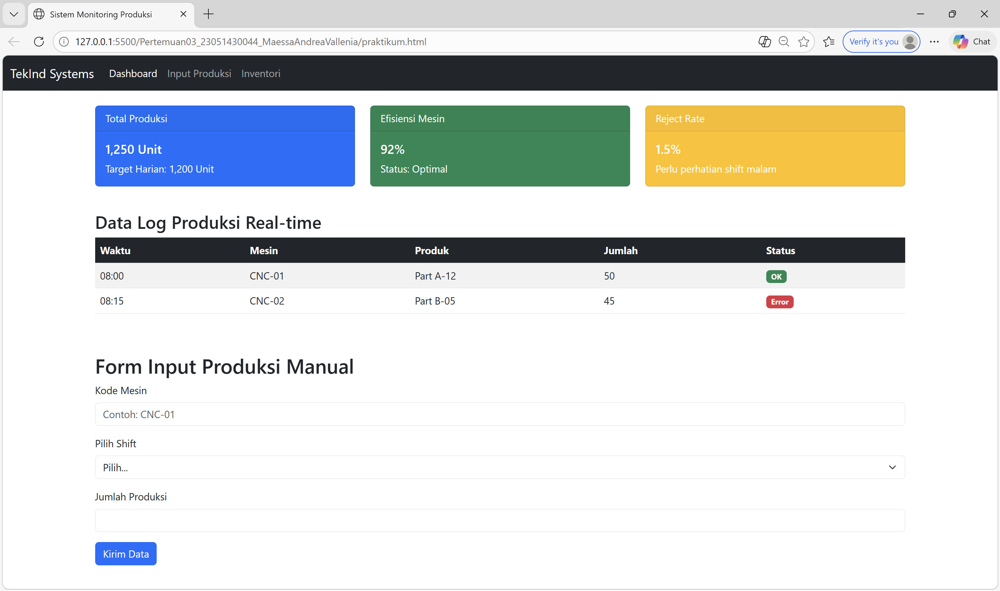 Sistem Monitoring Produksi
127.0.0.1:5500/Pertemuan03_23051430044_MaessaAndreaVallenia/praktikum.html
Verify it's you
Chat
TekInd Systems Dashboard Input Produksi Inventori
Total Produksi
1,250 Unit
Target Harian: 1,200 Unit
Efisiensi Mesin
92%
Status: Optimal
Reject Rate
1.5%
Perlu perhatian shift malam
Data Log Produksi Real-time
Waktu Mesin Produk Jumlah Status
08:00 CNC-01 Part A-12 50 OK
08:15 CNC-02 Part B-05 45 Error
Form Input Produksi Manual
Kode Mesin
Contoh: CNC-01
Pilih Shift
Pilih...
Jumlah Produksi
Kirim Data